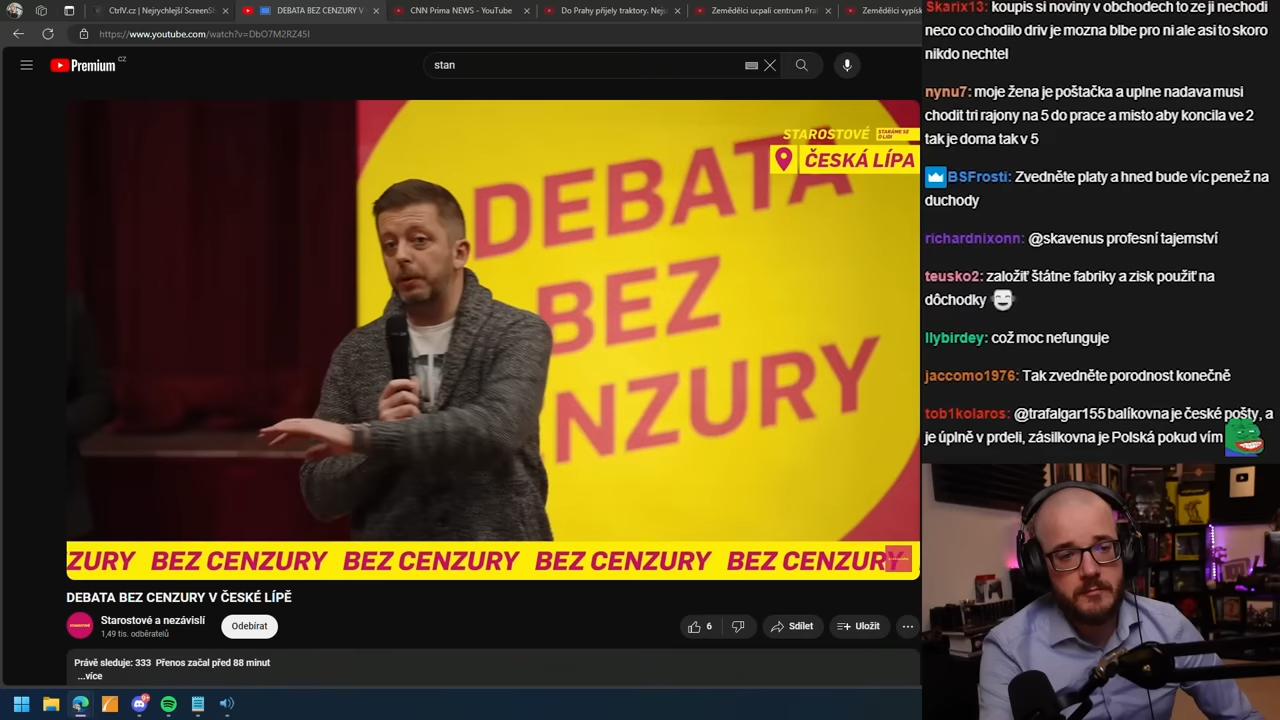 CtrlV.cz | Nejrychlejší ScreenS
DEBATA BEZ CENZURY V
CNN Prima NEWS - YouTube
Do Prahy přijely traktory. Neju
Zemědělci ucpali centrum Pra
Zemědělci vypísk
https://www.youtube.com/watch?v=DbO7M2RZ45I
Premium CZ
stan
STAROSTOVÉ
STARÁME SE
O LIDI
ČESKÁ LÍPA
DEBATA
BEZ
ENZURY
ZURY BEZ CENZURY BEZ CENZURY BEZ CENZURY BEZ CENZURY
DEBATA BEZ CENZURY V ČESKÉ LÍPĚ
Starostové a nezávislí
1,49 tis. odběratelů
Odebírat
6
Sdílet
Uložit
Právě sleduje: 333 Přenos začal před 88 minut
...více
Skarix13: koupis si noviny v obchodech to ze ji nechodi
neco co chodilo driv je mozna blbe pro ni ale asi to skoro
nikdo nechtel
nynu7: moje žena je poštačka a uplne nadava musi
chodit tri rajony na 5 do prace a misto aby koncila ve 2
tak je doma tak v 5
BSFrosti: Zvedněte platy a hned bude víc penež na
duchody
richardnixonn: @skavenus profesní tajemství
teusko2: založiť štátne fabriky a zisk použiť na
dôchodky
llybirdey: což moc nefunguje
jaccomo1976: Tak zvedněte porodnost konečně
tob1kolaros: @trafalgar155 balíkovna je české pošty, a
je úplně v prdeli, zásilkovna je Polská pokud vím